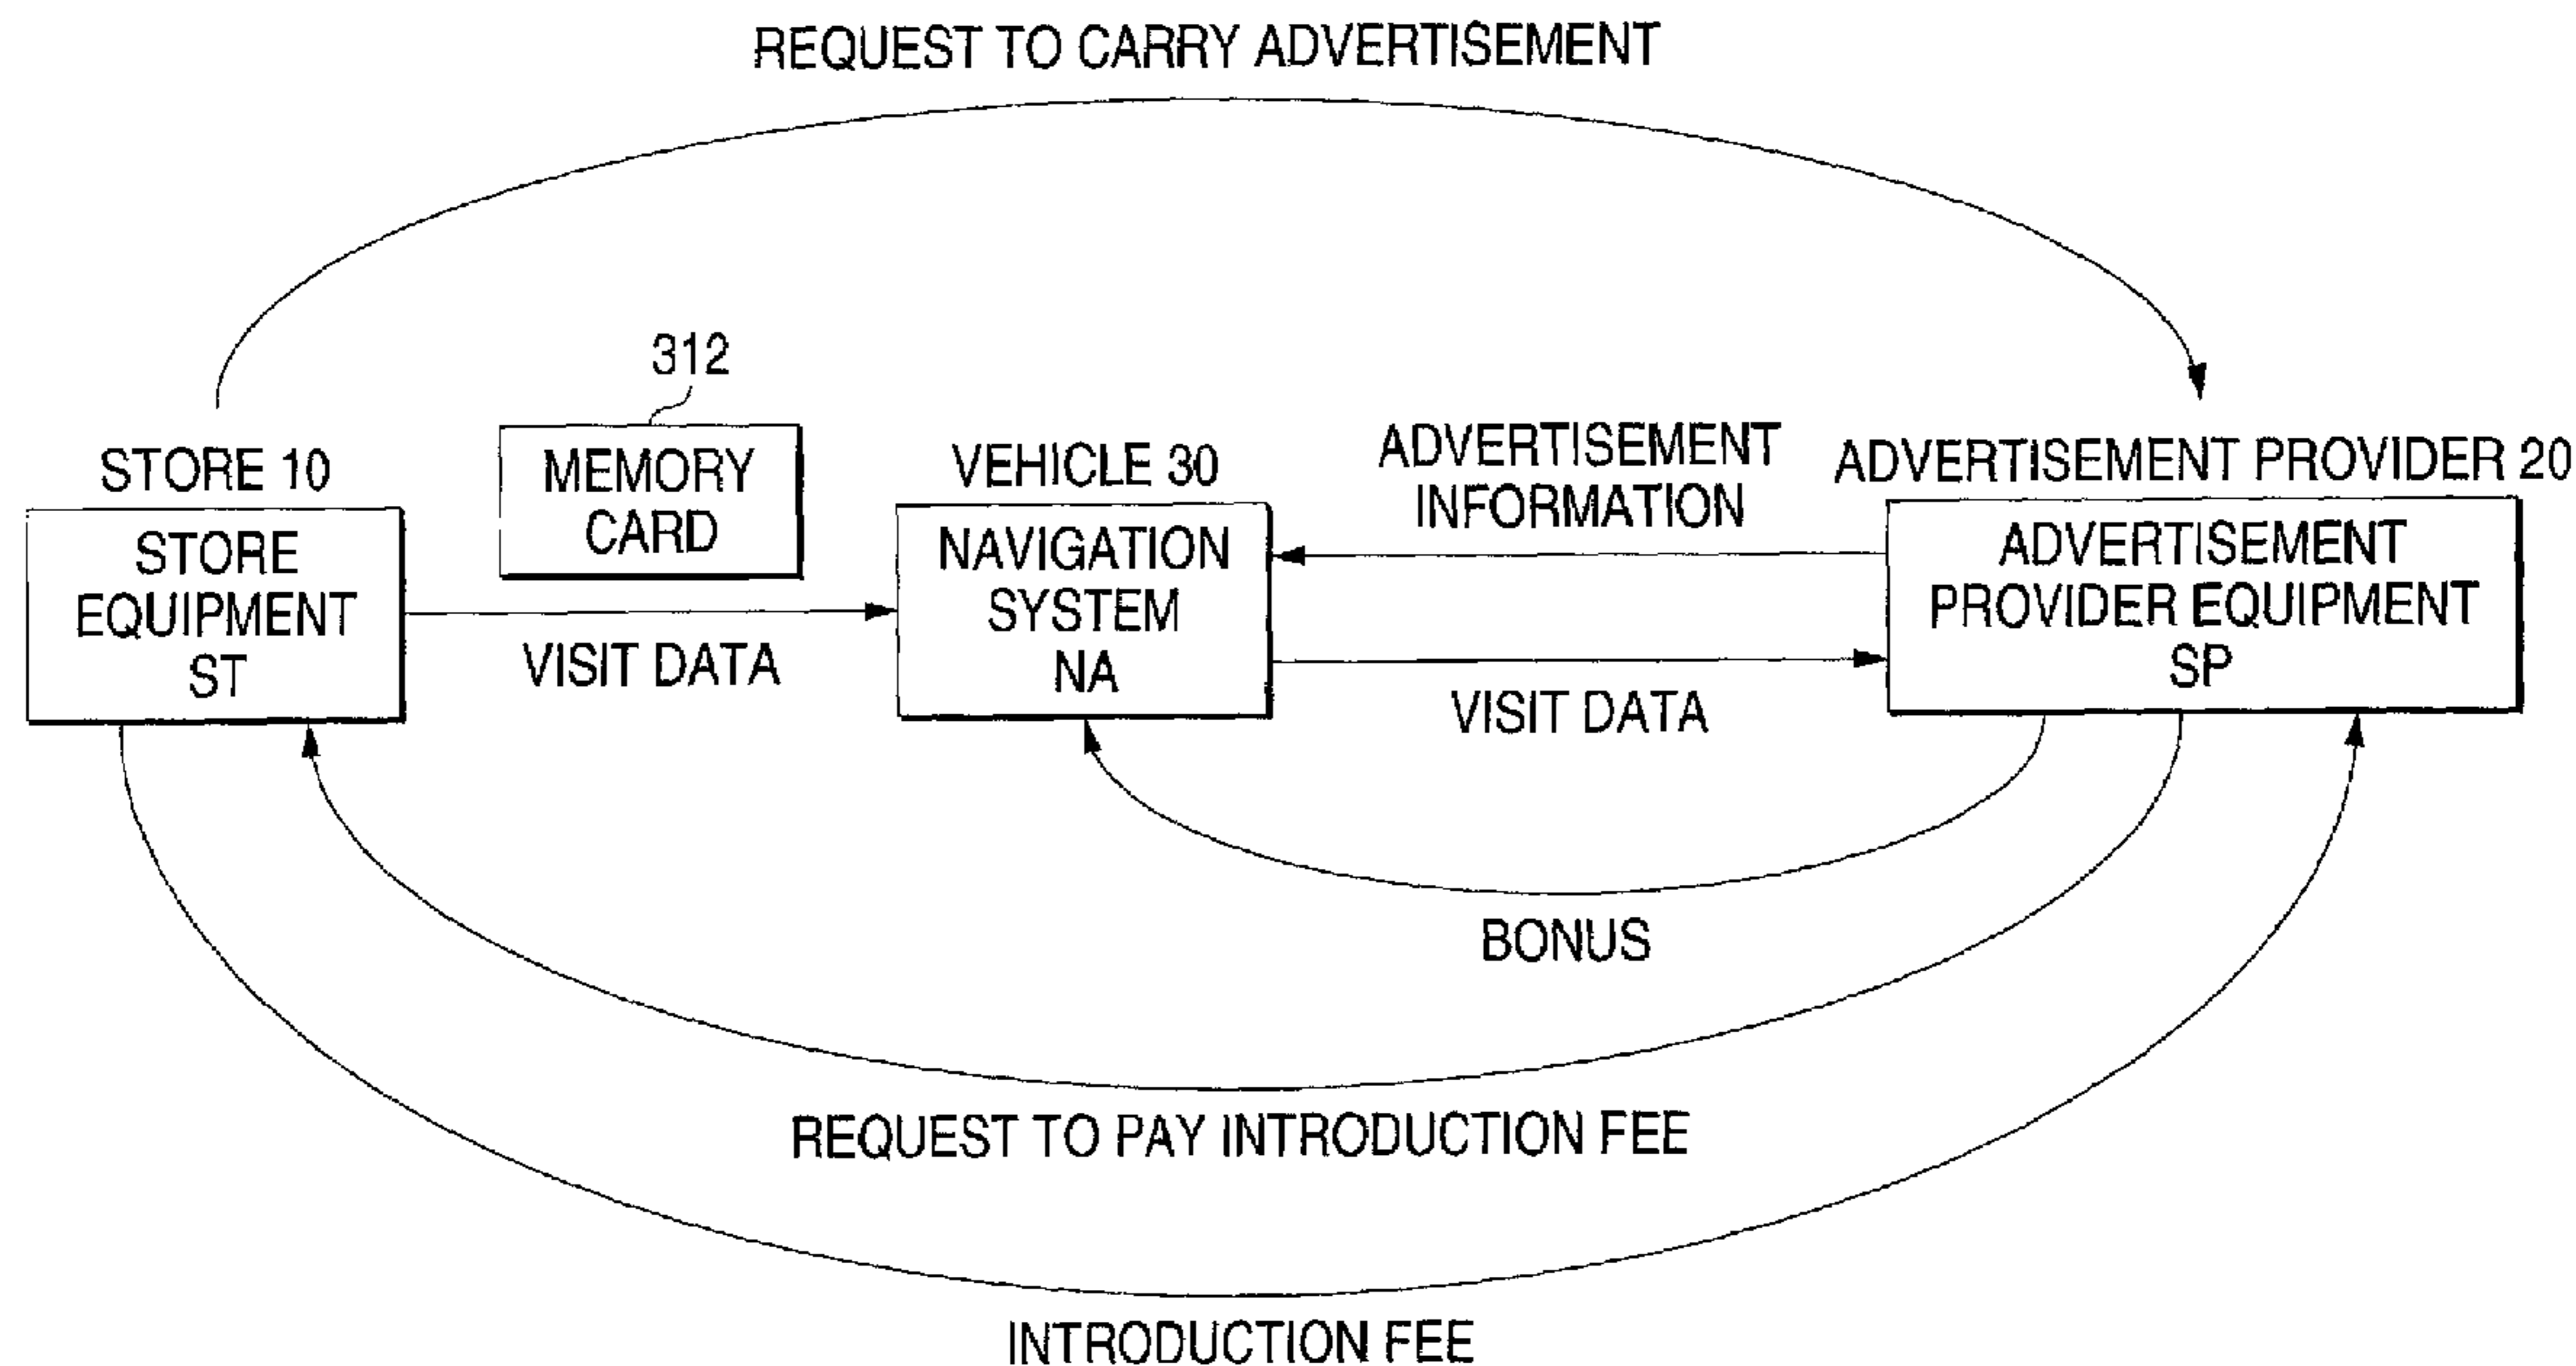 REQUEST TO CARRY ADVERTISEMENT
312
STORE 10
MEMORY
CARD
VEHICLE 30
ADVERTISEMENT
INFORMATION
ADVERTISEMENT PROVIDER 20
STORE
EQUIPMENT
ST
VISIT DATA
NAVIGATION
SYSTEM
NA
VISIT DATA
ADVERTISEMENT
PROVIDER EQUIPMENT
SP
BONUS
REQUEST TO PAY INTRODUCTION FEE
INTRODUCTION FEE